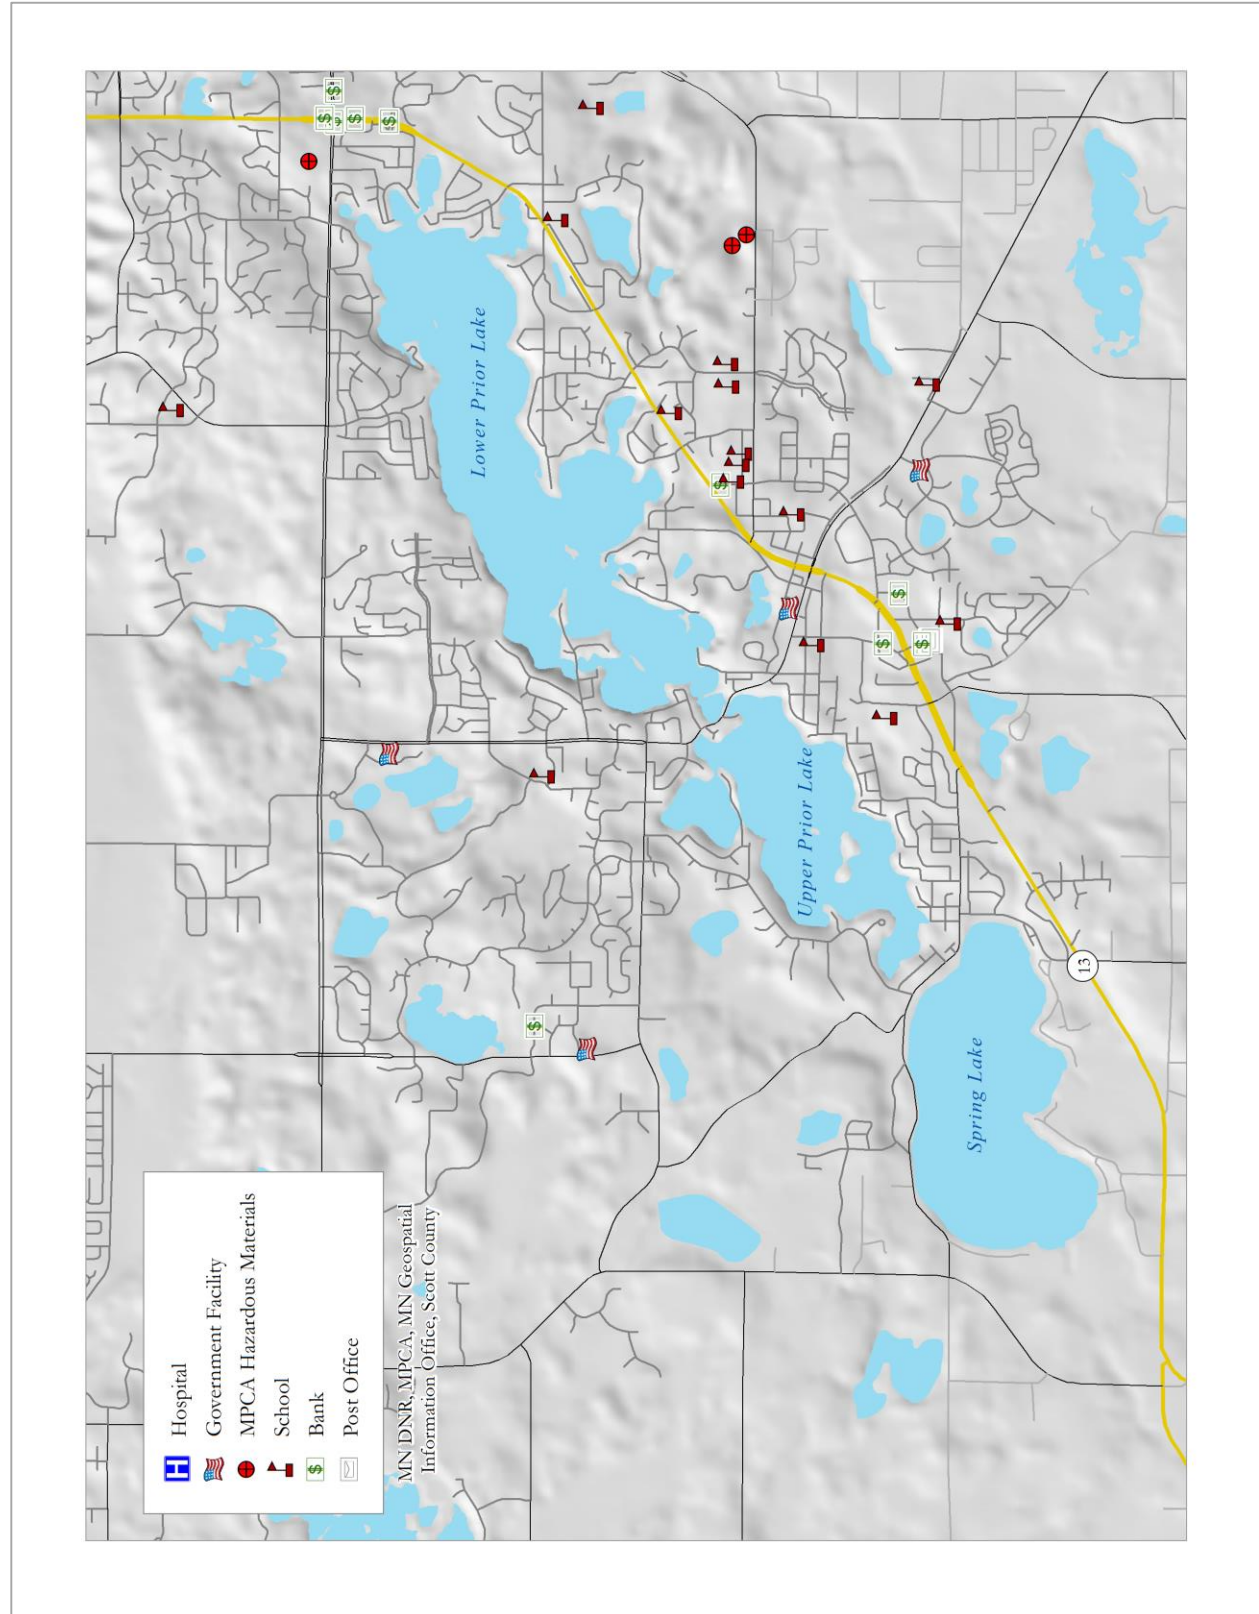 Hospital
Government Facility
MPCA Hazardous Materials
School
Bank
Post Office
MN DNR, MPCA, MN Geospatial
Information Office, Scott County
Lower Prior Lake
Upper Prior Lake
Spring Lake
13